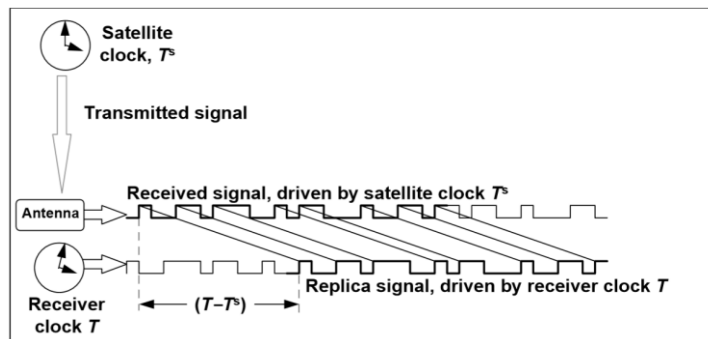 Satellite
clock, Tˢ
Transmitted signal
Received signal, driven by satellite clock Tˢ
Antenna
Replica signal, driven by receiver clock T
Receiver
clock T
(T–Tˢ)